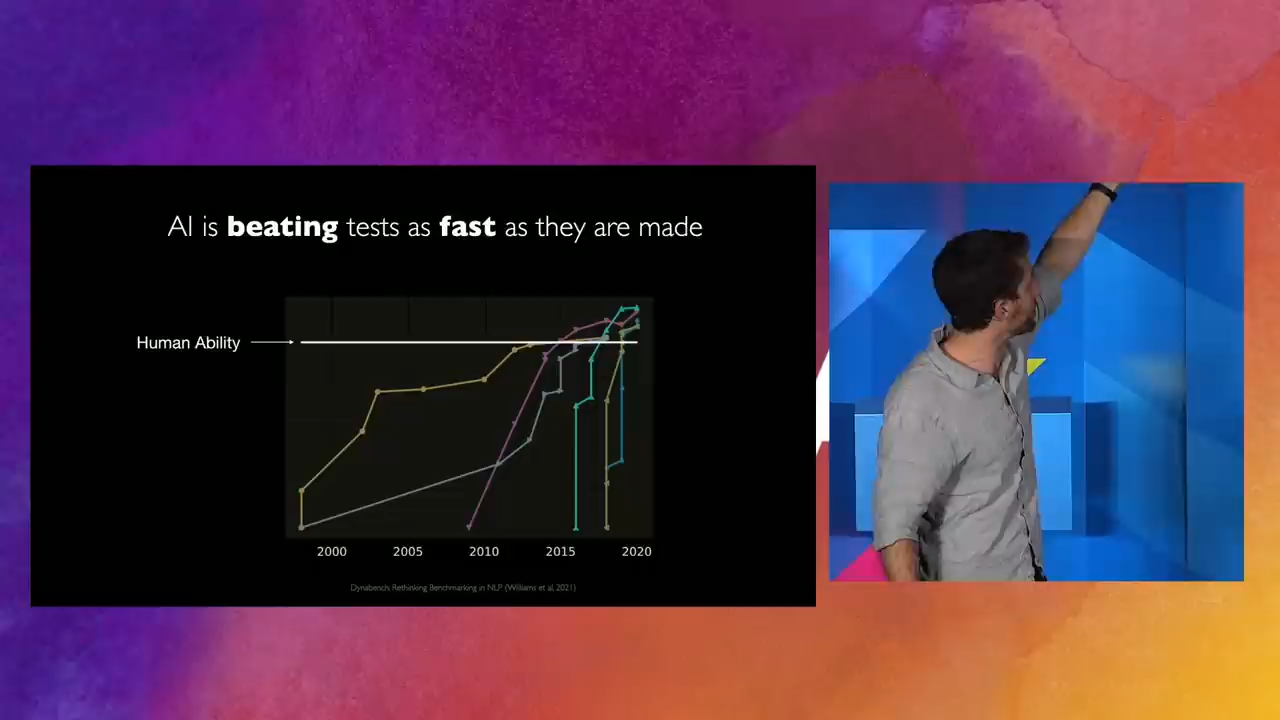 AI is beating tests as fast as they are made
Human Ability
2000 2005 2010 2015 2020
Dynabench: Rethinking Benchmarking in NLP (Williams et al, 2021)